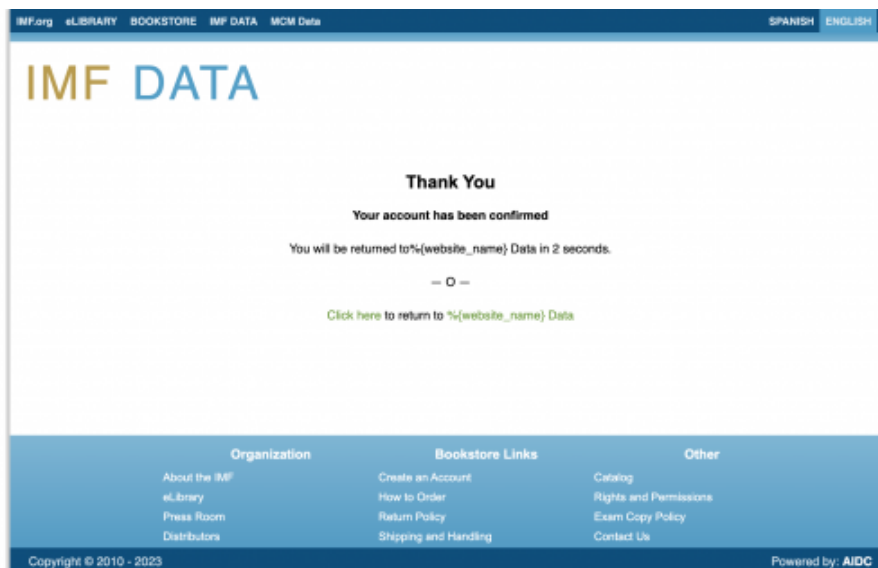 IMF.org eLIBRARY BOOKSTORE IMF DATA MCM Data SPANISH ENGLISH
IMF DATA
Thank You
Your account has been confirmed
You will be returned to%{website_name} Data in 2 seconds.
— O —
Click here to return to %{website_name} Data
Organization Bookstore Links Other
About the IMF Create an Account Catalog
eLibrary How to Order Rights and Permissions
Press Room Return Policy Exam Copy Policy
Distributors Shipping and Handling Contact Us
Copyright © 2010 - 2023 Powered by: AIDC